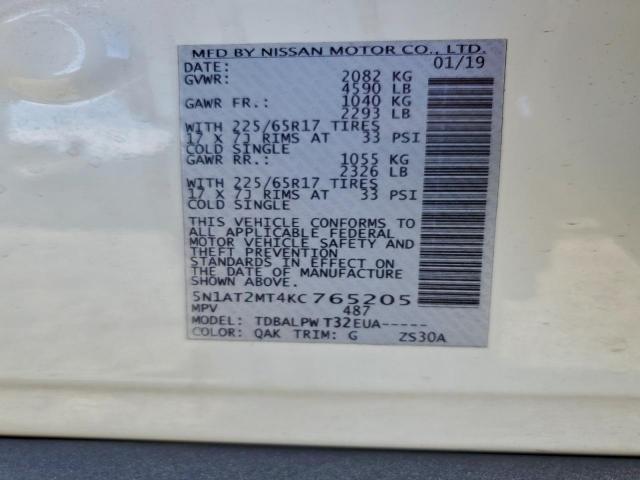 MFD BY NISSAN MOTOR CO., LTD.
DATE: 01/19
GVWR: 2082 KG
4590 LB
GAWR FR.: 1040 KG
2293 LB
WITH 225/65R17 TIRES
17 X 7J RIMS AT 33 PSI
COLD SINGLE
GAWR RR.: 1055 KG
2326 LB
WITH 225/65R17 TIRES
17 X 7J RIMS AT 33 PSI
COLD SINGLE
THIS VEHICLE CONFORMS TO
ALL APPLICABLE FEDERAL
MOTOR VEHICLE SAFETY AND
THEFT PREVENTION
STANDARDS IN EFFECT ON
THE DATE OF MANUFACTURE
SHOWN ABOVE.
5N1AT2MT4KC765205
MPV 487
MODEL: TDBALPW T32EUA-----
COLOR: QAK TRIM: G ZS30A